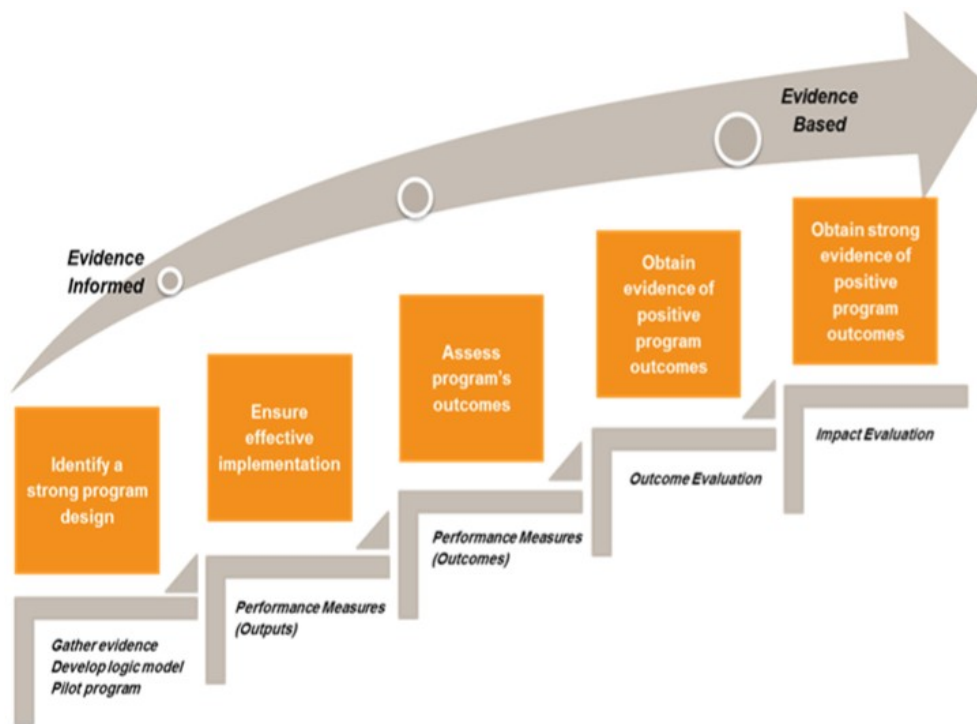 Evidence
Informed
Evidence
Based
Identify a
strong program
design
Gather evidence
Develop logic model
Pilot program
Ensure
effective
implementation
Performance Measures
(Outputs)
Assess
program's
outcomes
Performance Measures
(Outcomes)
Obtain
evidence of
positive
program
outcomes
Outcome Evaluation
Obtain strong
evidence of
positive
program
outcomes
Impact Evaluation